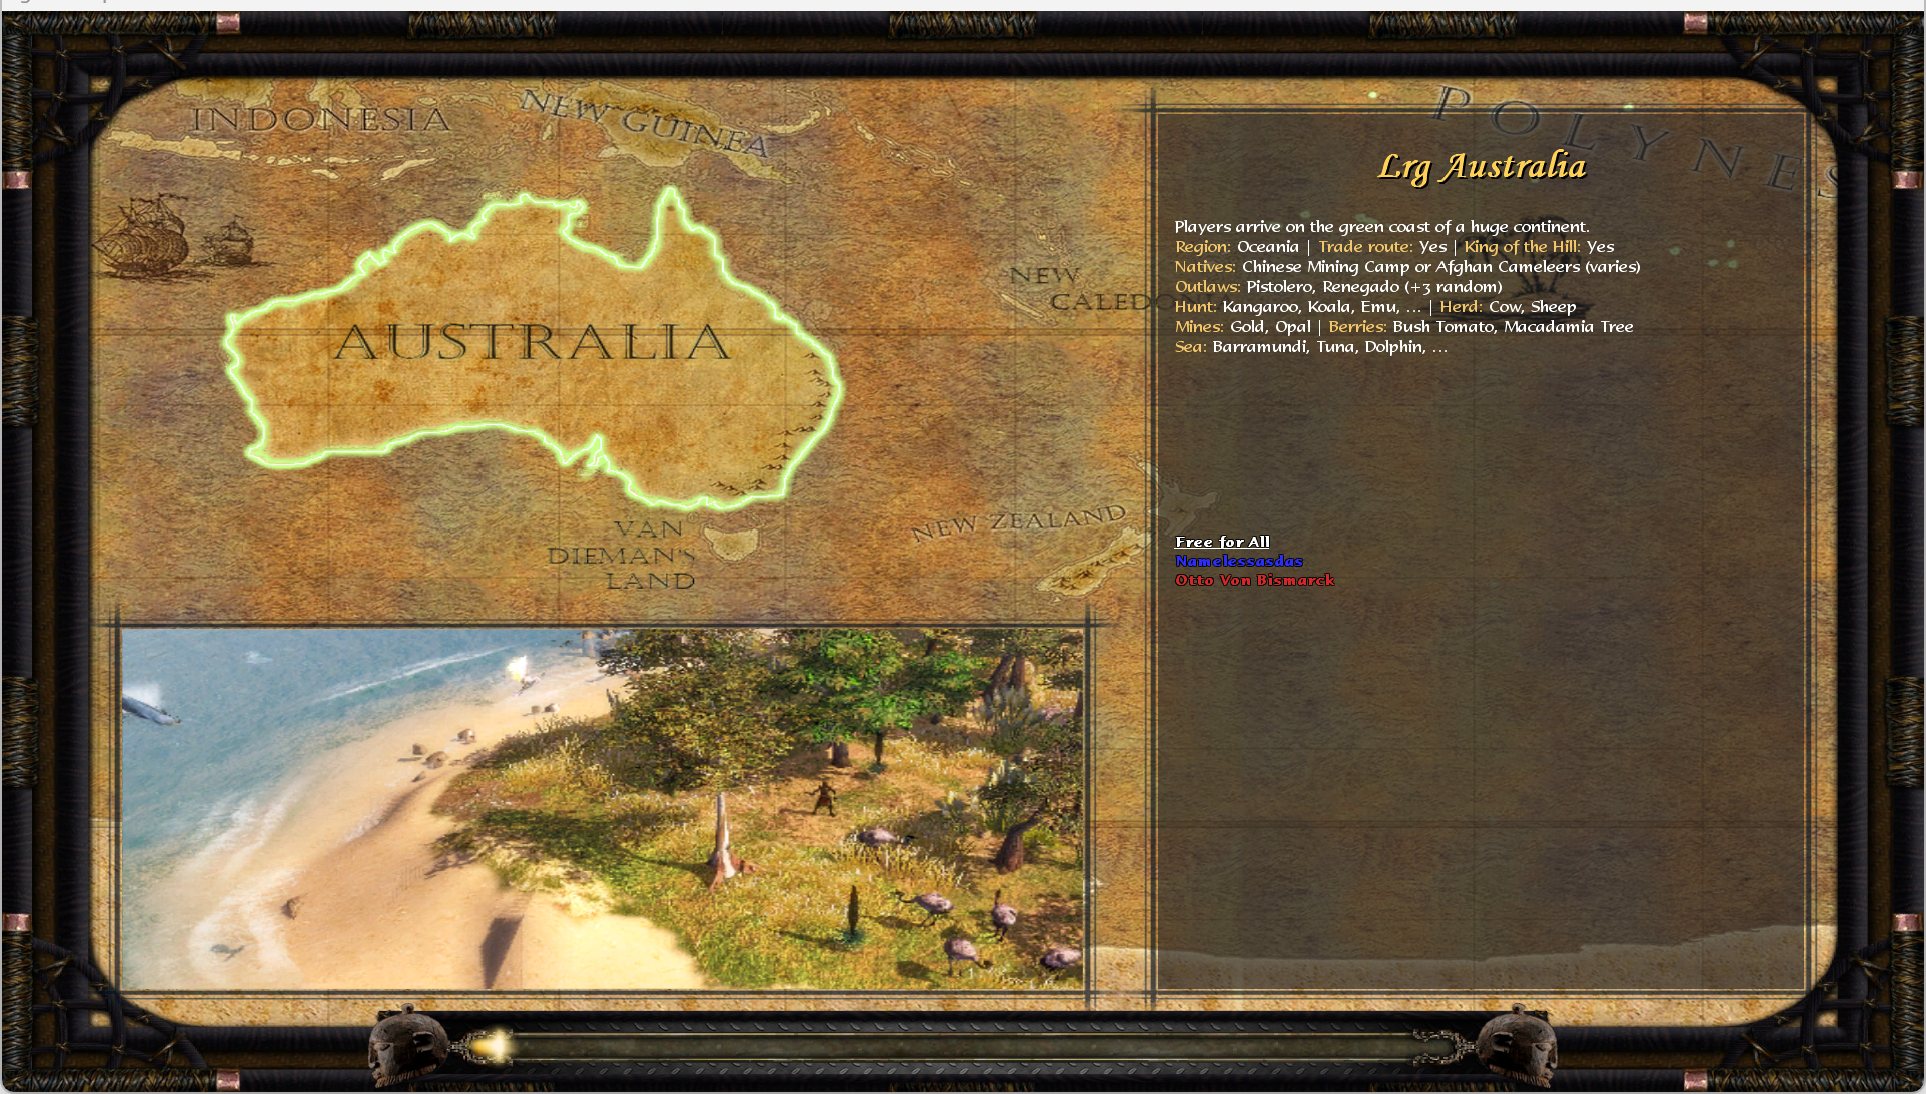 INDONESIA
NEW GUINEA
POLYNES
AUSTRALIA
NEW
CALEDO
VAN
DIEMAN'S
LAND
NEW ZEALAND
Lrg Australia
Players arrive on the green coast of a huge continent.
Region: Oceania | Trade route: Yes | King of the Hill: Yes
Natives: Chinese Mining Camp or Afghan Cameleers (varies)
Outlaws: Pistolero, Renegado (+3 random)
Hunt: Kangaroo, Koala, Emu, ... | Herd: Cow, Sheep
Mines: Gold, Opal | Berries: Bush Tomato, Macadamia Tree
Sea: Barramundi, Tuna, Dolphin, ...
Free for All
Namelessasdas
Otto Von Bismarck